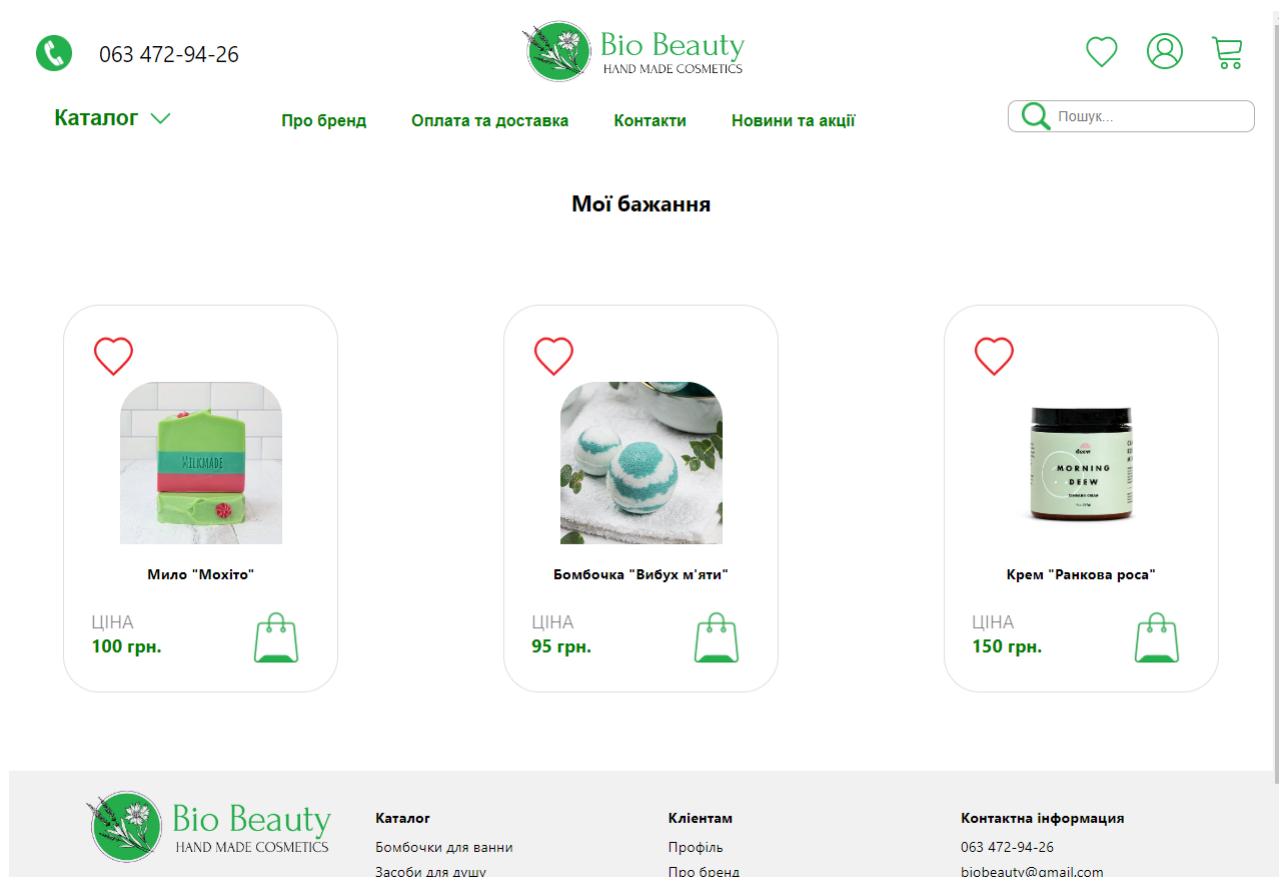 063 472-94-26
Bio Beauty
HAND MADE COSMETICS
Каталог
Про бренд
Оплата та доставка
Контакти
Новини та акції
Пошук...
Мої бажання
MILKMADE
deew
MORNING
DEEW
Мило "Мохіто"
Бомбочка "Вибух м'яти"
Крем "Ранкова роса"
ЦІНА
100 грн.
ЦІНА
95 грн.
ЦІНА
150 грн.
Bio Beauty
HAND MADE COSMETICS
Каталог
Бомбочки для ванни
Засоби для душу
Кліентам
Профіль
Про бренд
Контактна інформация
063 472-94-26
biobeauty@gmail.com